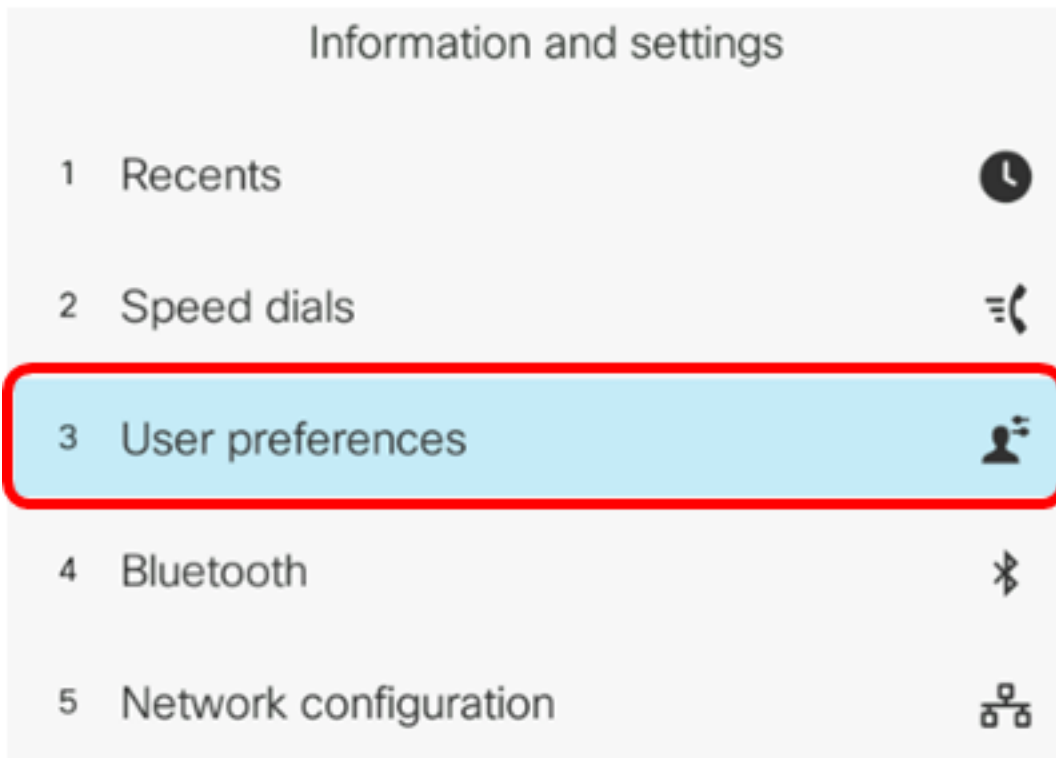 Information and settings
1 Recents
2 Speed dials
3 User preferences
4 Bluetooth
5 Network configuration